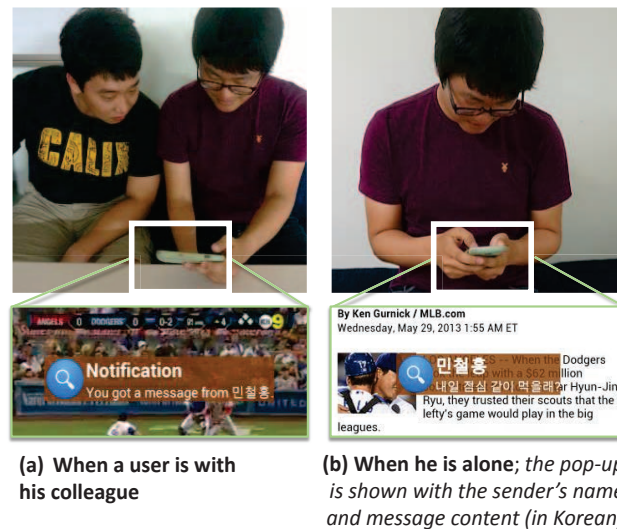 CALIX
ANGELS 0 DODGERS 0 0-2
Notification
You got a message from 민철홍.
By Ken Gurnick / MLB.com
Wednesday, May 29, 2013 1:55 AM ET
S -- When the Dodgers
민철홍
with a $62 million
내일 점심 같이 먹을래?
r Hyun-Jin
Ryu, they trusted their scouts that the
lefty's game would play in the big
leagues.
(a) When a user is with
his colleague
(b) When he is alone; the pop-up
is shown with the sender's name
and message content (in Korean)